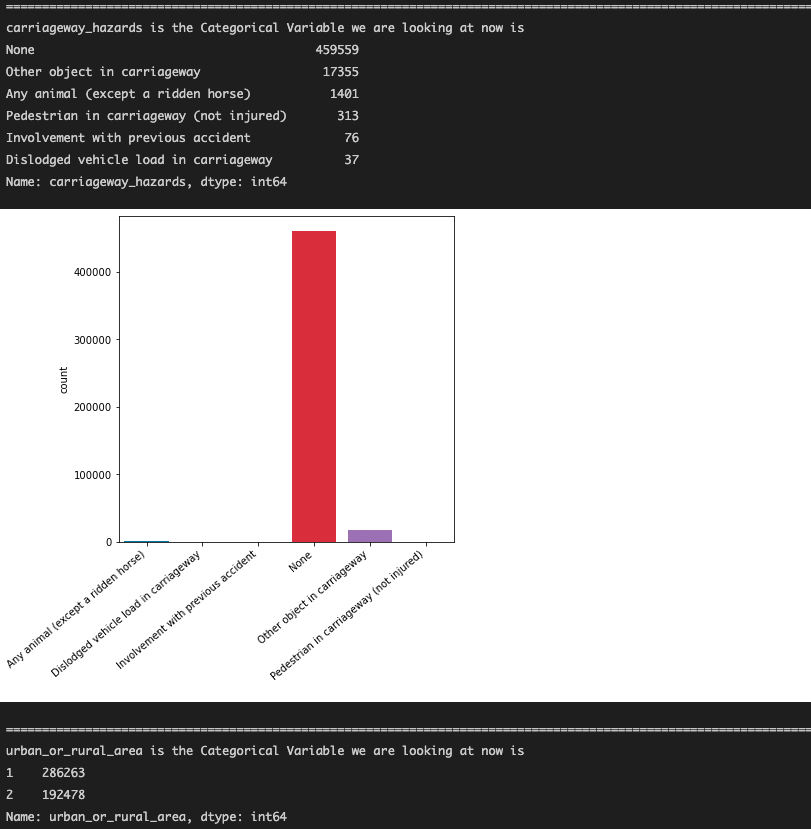 ================================================================================================================
carriageway_hazards is the Categorical Variable we are looking at now is
None 459559
Other object in carriageway 17355
Any animal (except a ridden horse) 1401
Pedestrian in carriageway (not injured) 313
Involvement with previous accident 76
Dislodged vehicle load in carriageway 37
Name: carriageway_hazards, dtype: int64
400000
300000
200000
100000
0
count
Any animal (except a ridden horse)
Dislodged vehicle load in carriageway
Involvement with previous accident
None
Other object in carriageway
Pedestrian in carriageway (not injured)
================================================================================================================
urban_or_rural_area is the Categorical Variable we are looking at now is
1 286263
2 192478
Name: urban_or_rural_area, dtype: int64